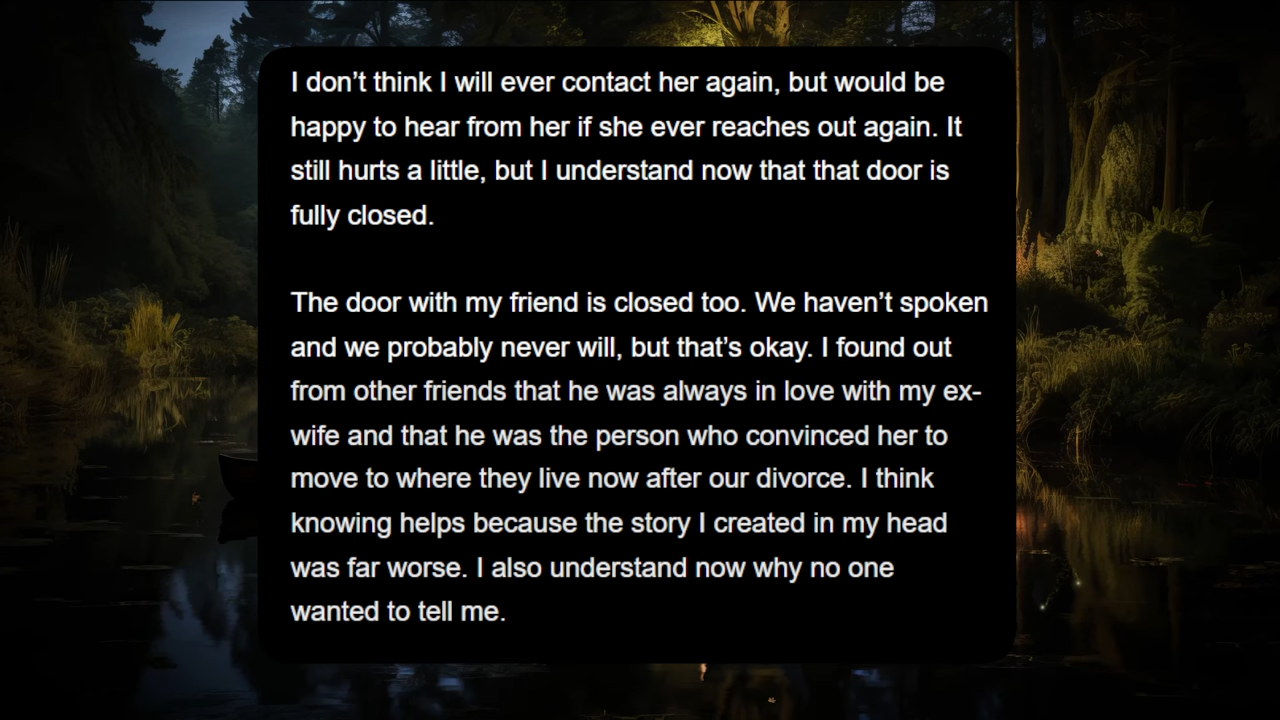 I don’t think I will ever contact her again, but would be
happy to hear from her if she ever reaches out again. It
still hurts a little, but I understand now that that door is
fully closed.
The door with my friend is closed too. We haven’t spoken
and we probably never will, but that’s okay. I found out
from other friends that he was always in love with my ex-
wife and that he was the person who convinced her to
move to where they live now after our divorce. I think
knowing helps because the story I created in my head
was far worse. I also understand now why no one
wanted to tell me.